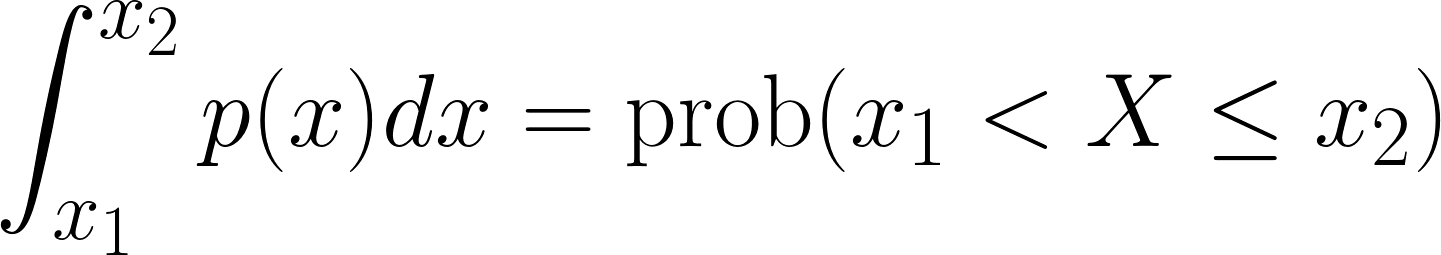 ∫_{x_1}^{x_2} p(x)dx = prob(x_1 < X ≤ x_2)